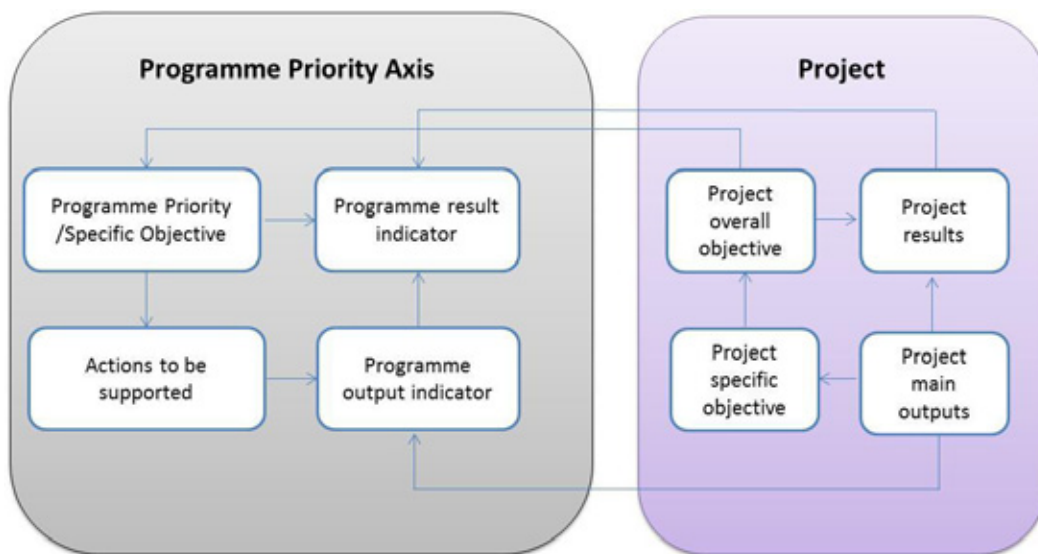 Programme Priority Axis
Programme Priority
/Specific Objective
Programme result
indicator
Actions to be
supported
Programme
output indicator
Project
Project
overall
objective
Project
results
Project
specific
objective
Project
main
outputs